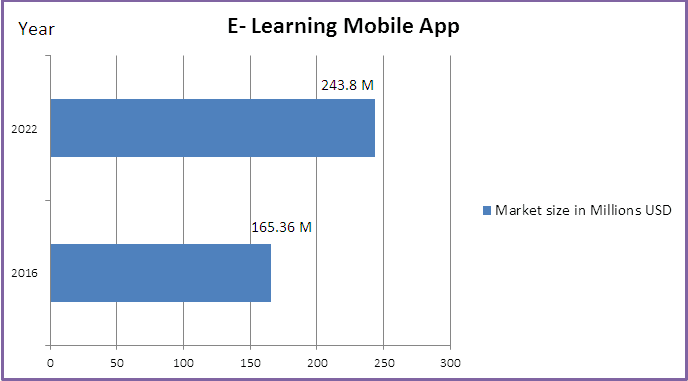 Year
E- Learning Mobile App
243.8 M
2022
Market size in Millions USD
165.36 M
2016
0 50 100 150 200 250 300